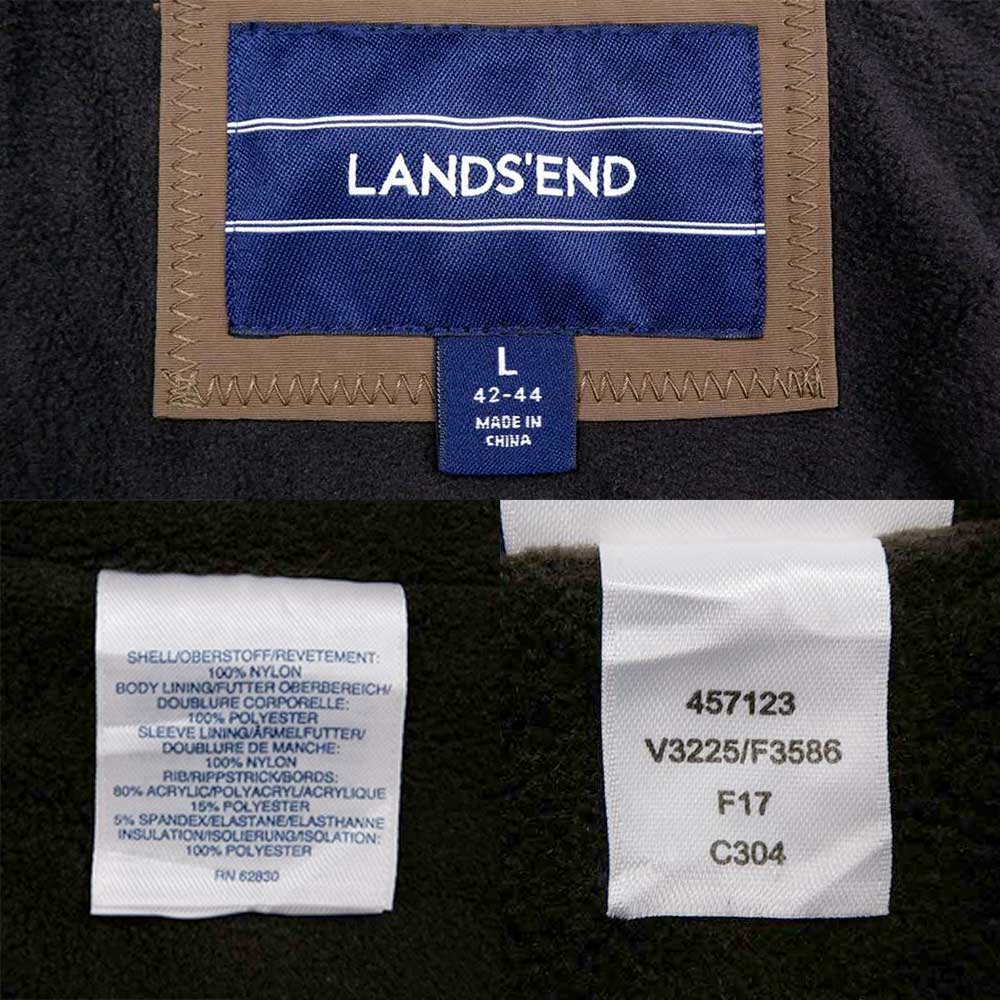 LANDS'END
L
42-44
MADE IN
CHINA
SHELL/OBERSTOFF/REVETEMENT:
100% NYLON
BODY LINING/FUTTER OBERBEREICH/
DOUBLURE CORPORELLE:
100% POLYESTER
SLEEVE LINING/ÄRMELFUTTER/
DOUBLURE DE MANCHE:
100% NYLON
RIB/RIPPSTRICK/BORDS:
80% ACRYLIC/POLYACRYL/ACRYLIQUE
15% POLYESTER
5% SPANDEX/ELASTANE/ELASTHANNE
INSULATION/ISOLIERUNG/ISOLATION:
100% POLYESTER
RN 62830
457123
V3225/F3586
F17
C304